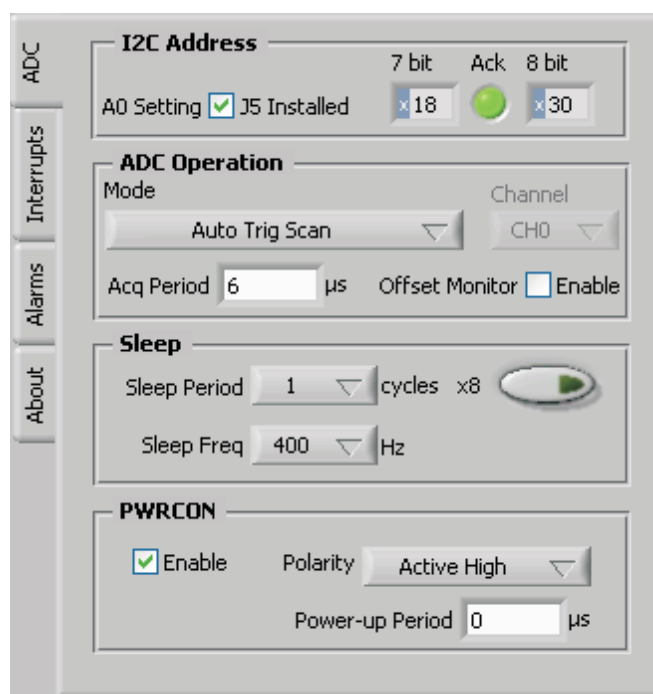 ADC
Interrupts
Alarms
About
I2C Address
7 bit Ack 8 bit
A0 Setting J5 Installed x 18 x 30
ADC Operation
Mode Channel
Auto Trig Scan CH0
Acq Period 6 µs Offset Monitor Enable
Sleep
Sleep Period 1 cycles x8
Sleep Freq 400 Hz
PWRCON
Enable Polarity Active High
Power-up Period 0 µs